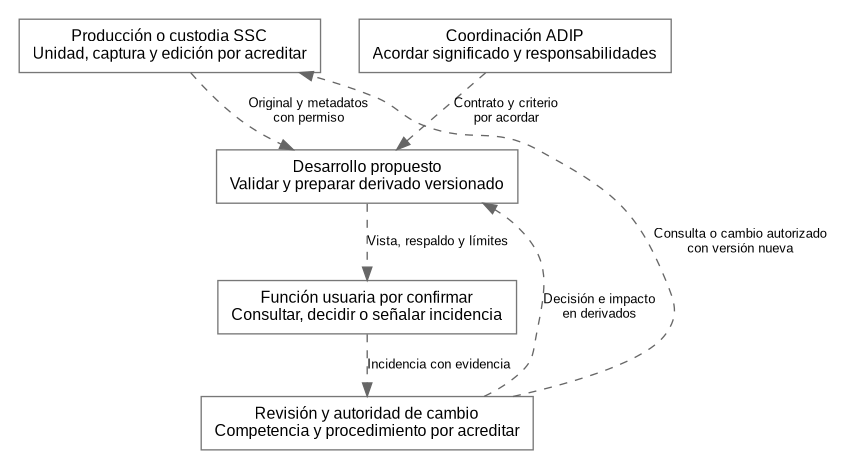 Producción o custodia SSC
Unidad, captura y edición por acreditar
Coordinación ADIP
Acordar significado y responsabilidades
Original y metadatos
con permiso
Contrato y criterio
por acordar
Desarrollo propuesto
Validar y preparar derivado versionado
Consulta o cambio autorizado
con versión nueva
Vista, respaldo y límites
Función usuaria por confirmar
Consultar, decidir o señalar incidencia
Decisión e impacto
en derivados
Incidencia con evidencia
Revisión y autoridad de cambio
Competencia y procedimiento por acreditar